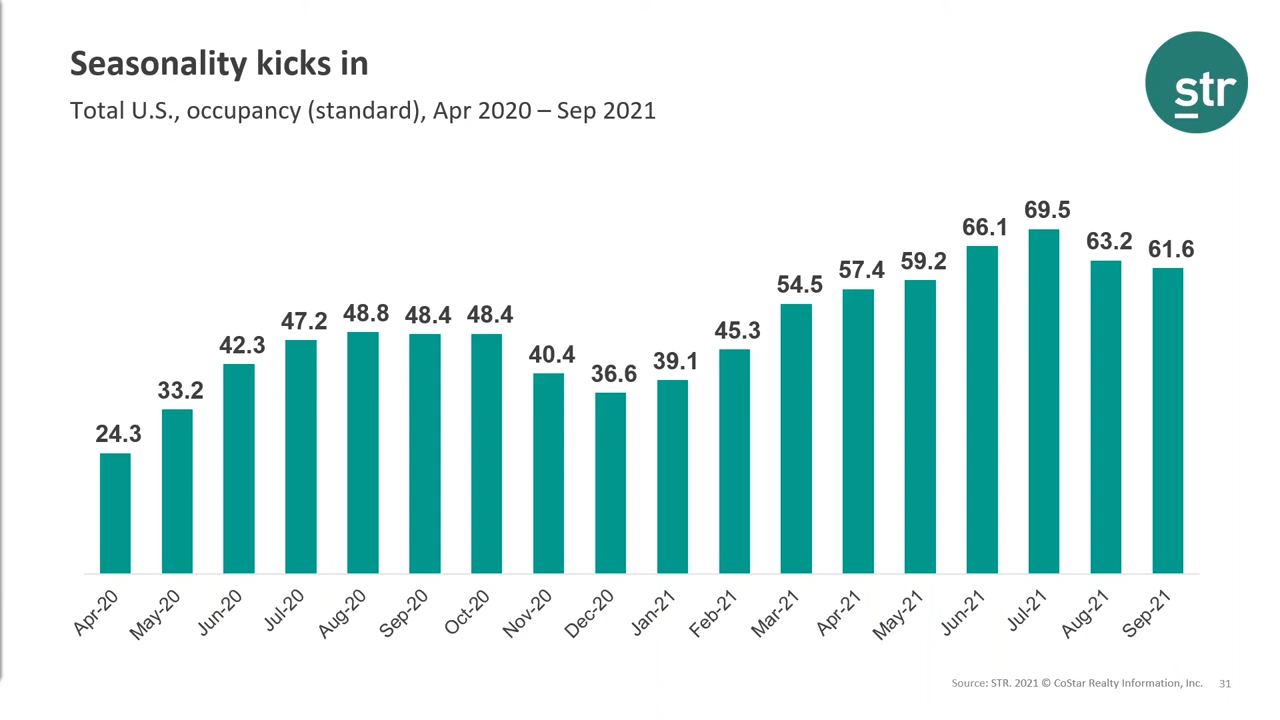 Seasonality kicks in
Total U.S., occupancy (standard), Apr 2020 – Sep 2021
str
24.3
33.2
42.3
47.2
48.8
48.4
48.4
40.4
36.6
39.1
45.3
54.5
57.4
59.2
66.1
69.5
63.2
61.6
Apr-20
May-20
Jun-20
Jul-20
Aug-20
Sep-20
Oct-20
Nov-20
Dec-20
Jan-21
Feb-21
Mar-21
Apr-21
May-21
Jun-21
Jul-21
Aug-21
Sep-21
Source: STR. 2021 © CoStar Realty Information, Inc. 31